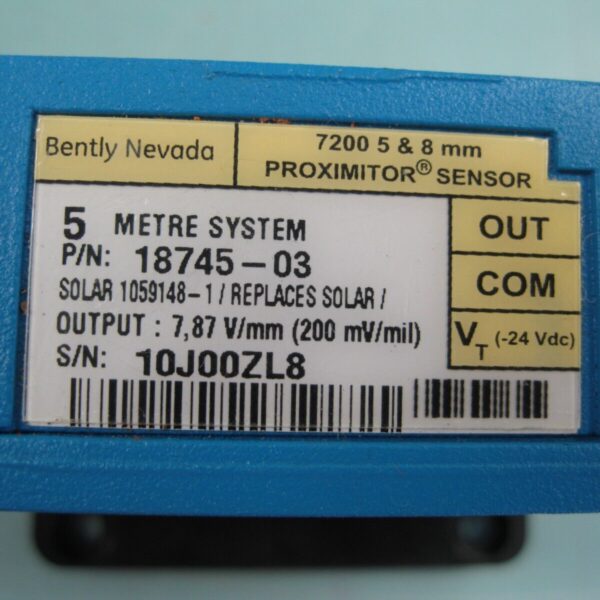 Bently Nevada
7200 5 & 8 mm
PROXIMITOR® SENSOR
5 METRE SYSTEM
P/N: 18745-03
SOLAR 1059148-1 / REPLACES SOLAR /
OUTPUT : 7,87 V/mm (200 mV/mil)
S/N: 10J00ZL8
OUT
COM
VT (-24 Vdc)